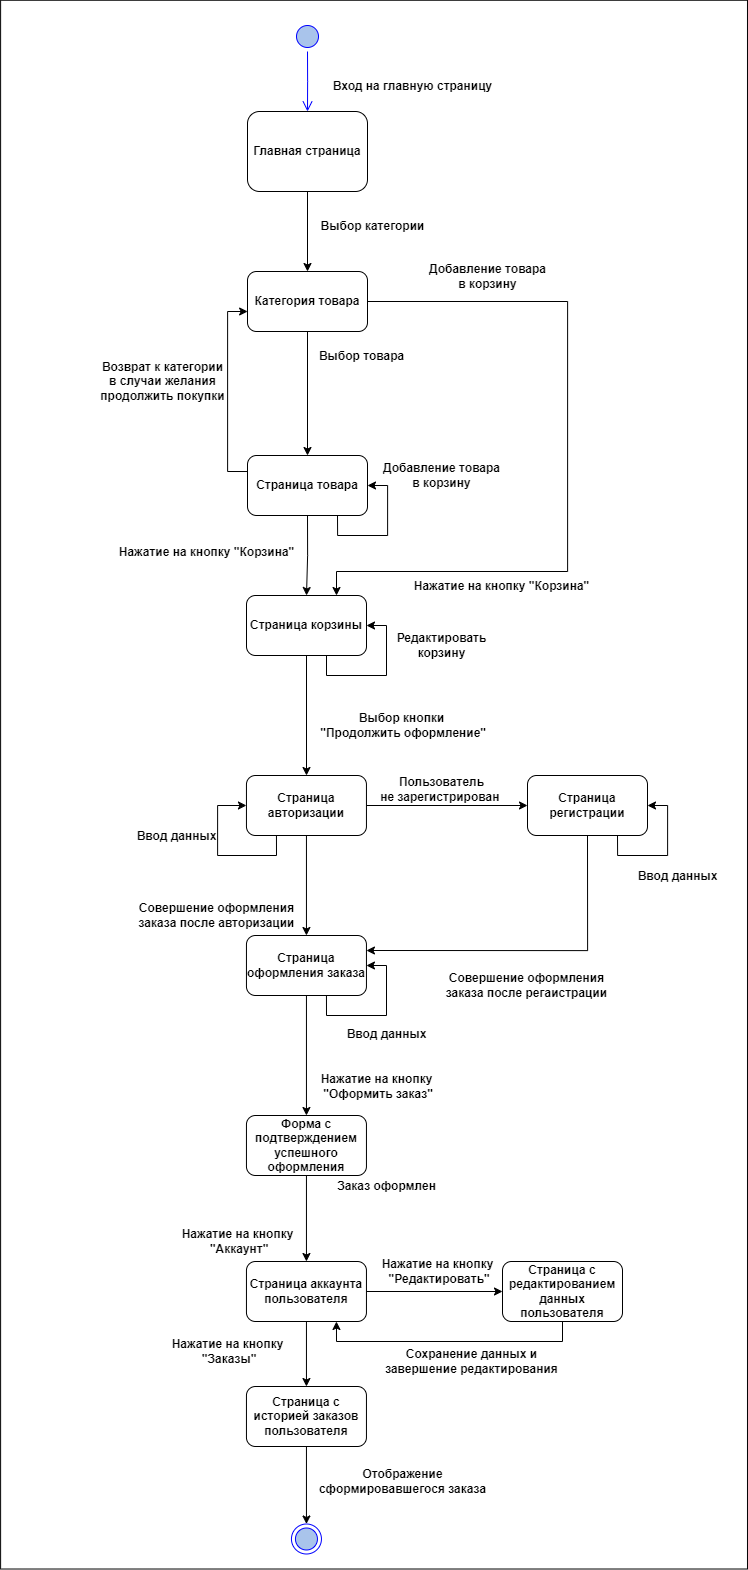 Вход на главную страницу
Главная страница
Выбор категории
Добавление товара
в корзину
Категория товара
Выбор товара
Возврат к категории
в случаи желания
продолжить покупки
Добавление товара
в корзину
Страница товара
Нажатие на кнопку "Корзина"
Нажатие на кнопку "Корзина"
Страница корзины
Редактировать
корзину
Выбор кнопки
"Продолжить оформление"
Страница
авторизации
Пользователь
не зарегистрирован
Страница
регистрации
Ввод данных
Ввод данных
Совершение оформления
заказа после авторизации
Страница
оформления заказа
Совершение оформления
заказа после регаистрации
Ввод данных
Нажатие на кнопку
"Оформить заказ"
Форма с
подтверждением
успешного
оформления
Заказ оформлен
Нажатие на кнопку
"Аккаунт"
Страница аккаунта
пользователя
Нажатие на кнопку
"Редактировать"
Страница с
редактированием
данных
пользователя
Нажатие на кнопку
"Заказы"
Сохранение данных и
завершение редактирования
Страница с
историей заказов
пользователя
Отображение
сформировавшегося заказа